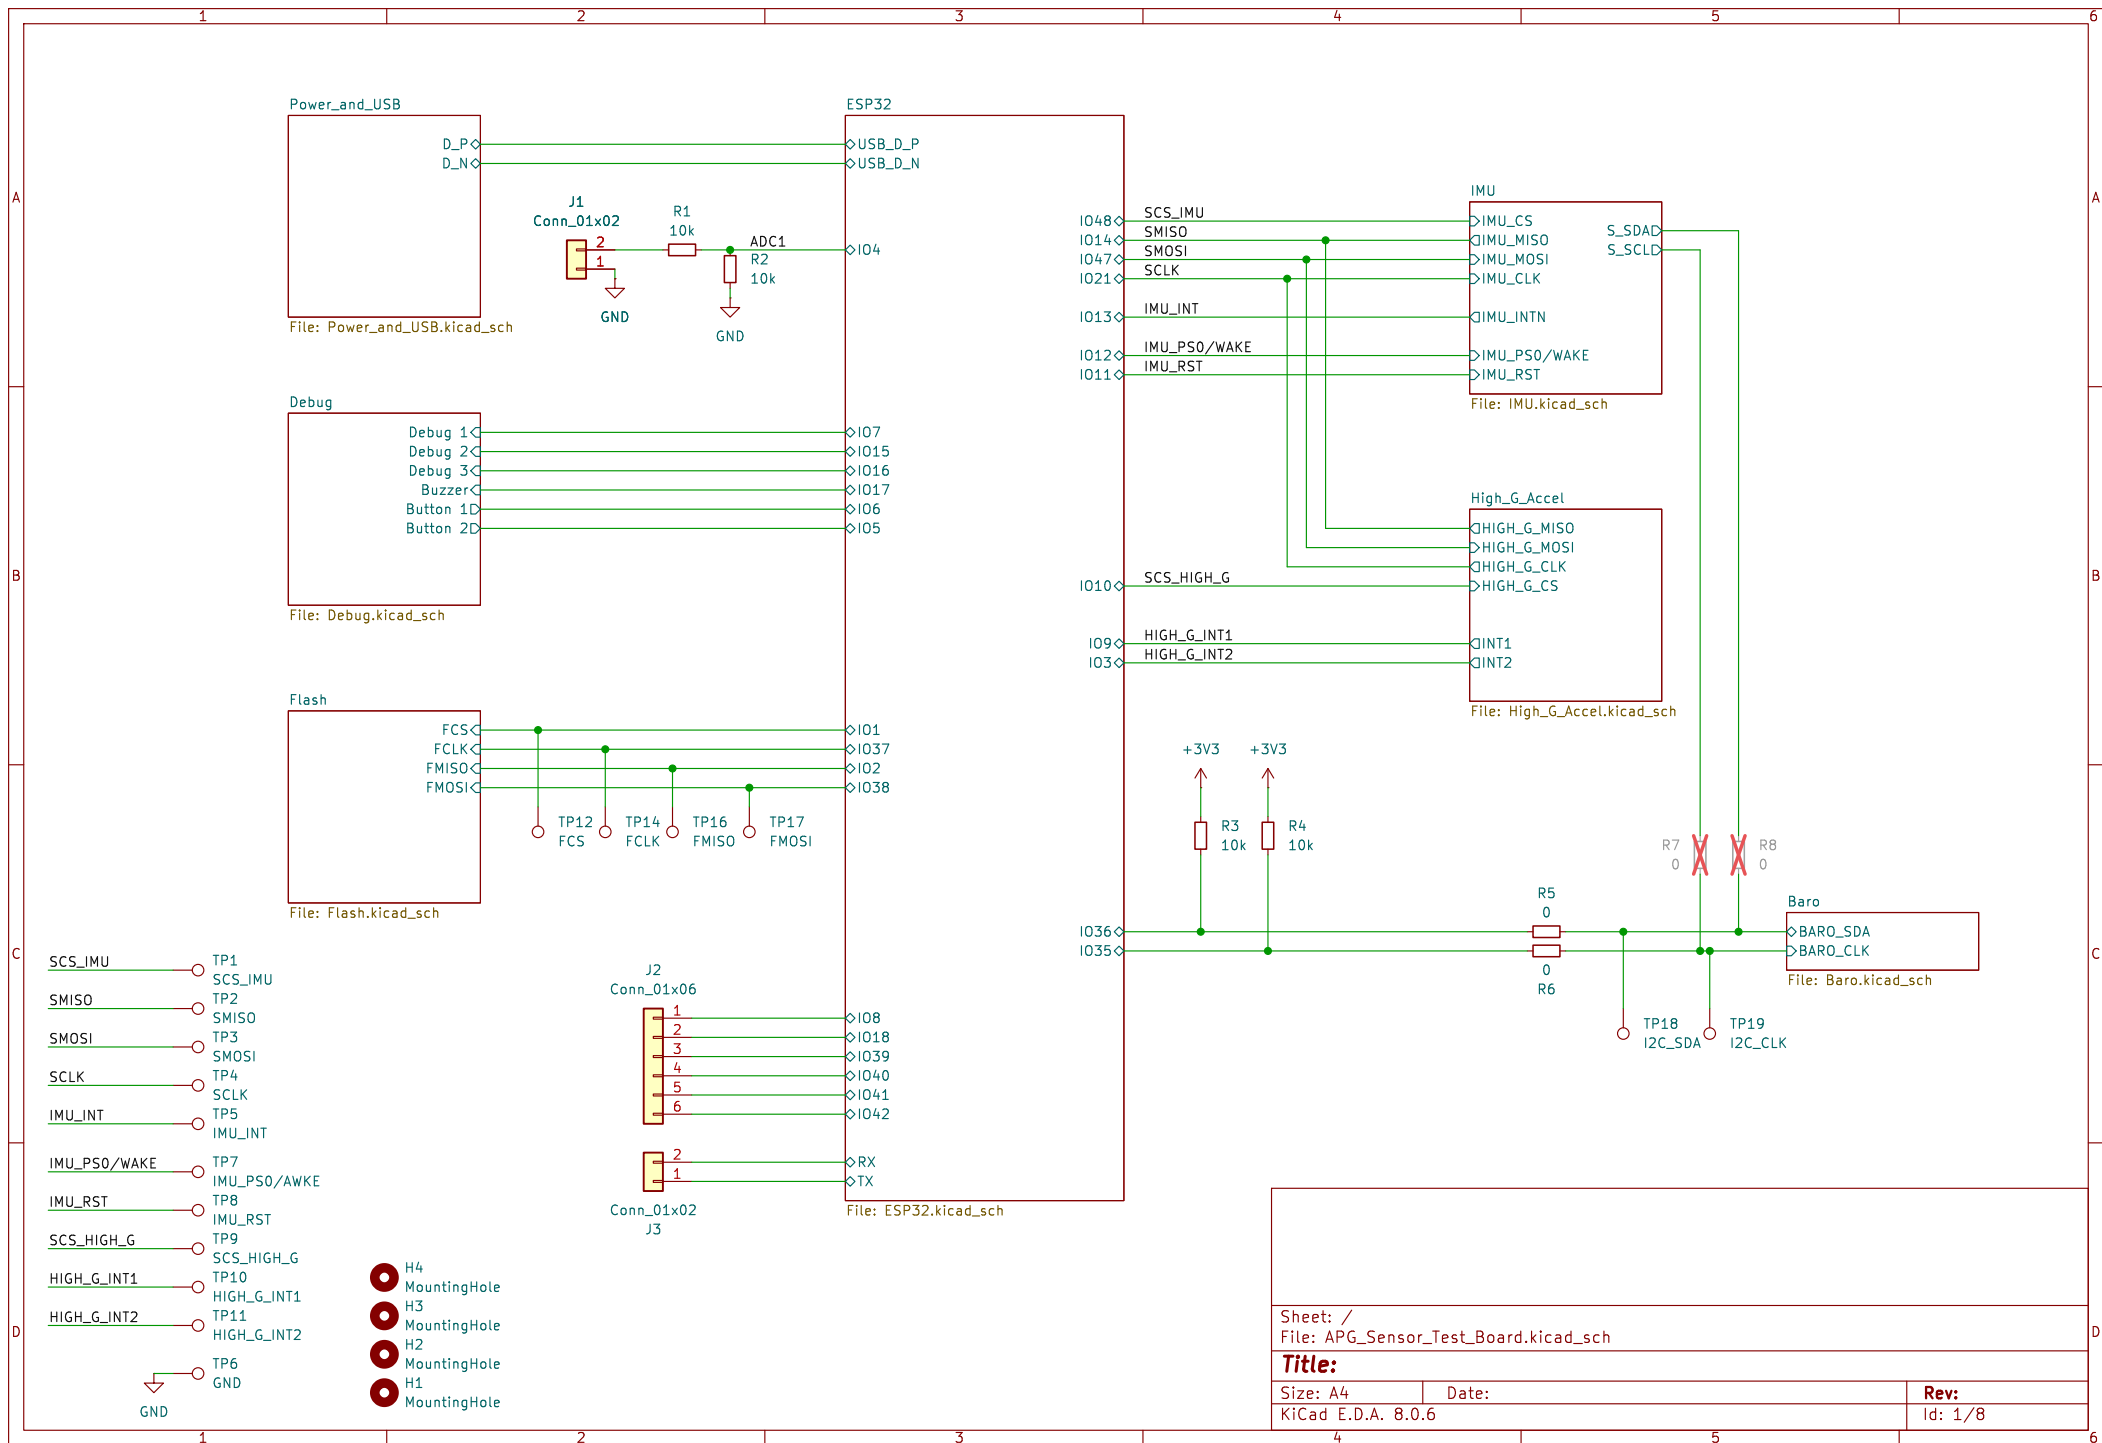 1 2 3 4 5 6
A
B
C
D
A
B
C
D
1 2 3 4 5 6
Power_and_USB
D_P
D_N
File: Power_and_USB.kicad_sch
J1
Conn_01x02
2
1
GND
R1
10k
ADC1
R2
10k
GND
Debug
Debug 1
Debug 2
Debug 3
Buzzer
Button 1
Button 2
File: Debug.kicad_sch
Flash
FCS
FCLK
FMISO
FMOSI
File: Flash.kicad_sch
TP12
FCS
TP14
FCLK
TP16
FMISO
TP17
FMOSI
J2
Conn_01x06
1
2
3
4
5
6
2
1
Conn_01x02
J3
ESP32
USB_D_P
USB_D_N
IO4
IO7
IO15
IO16
IO17
IO6
IO5
IO1
IO37
IO2
IO38
IO8
IO18
IO39
IO40
IO41
IO42
RX
TX
IO48
IO14
IO47
IO21
IO13
IO12
IO11
IO10
IO9
IO3
IO36
IO35
File: ESP32.kicad_sch
SCS_IMU
SMISO
SMOSI
SCLK
IMU_INT
IMU_PS0/WAKE
IMU_RST
SCS_HIGH_G
HIGH_G_INT1
HIGH_G_INT2
IMU
IMU_CS
IMU_MISO
IMU_MOSI
IMU_CLK
IMU_INTN
IMU_PS0/WAKE
IMU_RST
S_SDA
S_SCL
File: IMU.kicad_sch
High_G_Accel
HIGH_G_MISO
HIGH_G_MOSI
HIGH_G_CLK
HIGH_G_CS
INT1
INT2
File: High_G_Accel.kicad_sch
+3V3
+3V3
R3
10k
R4
10k
R7
0
R8
0
R5
0
0
R6
Baro
BARO_SDA
BARO_CLK
File: Baro.kicad_sch
TP18
I2C_SDA
TP19
I2C_CLK
SCS_IMU
TP1
SCS_IMU
SMISO
TP2
SMISO
SMOSI
TP3
SMOSI
SCLK
TP4
SCLK
IMU_INT
TP5
IMU_INT
IMU_PS0/WAKE
TP7
IMU_PS0/AWKE
IMU_RST
TP8
IMU_RST
SCS_HIGH_G
TP9
SCS_HIGH_G
HIGH_G_INT1
TP10
HIGH_G_INT1
HIGH_G_INT2
TP11
HIGH_G_INT2
TP6
GND
GND
H4
MountingHole
H3
MountingHole
H2
MountingHole
H1
MountingHole
Sheet: /
File: APG_Sensor_Test_Board.kicad_sch
Title:
Size: A4 Date: Rev:
KiCad E.D.A. 8.0.6 Id: 1/8